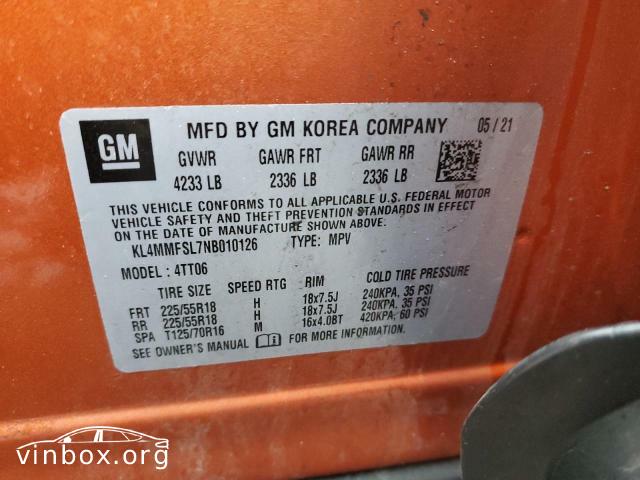 GM
MFD BY GM KOREA COMPANY 05 / 21
GVWR GAWR FRT GAWR RR
4233 LB 2336 LB 2336 LB
THIS VEHICLE CONFORMS TO ALL APPLICABLE U.S. FEDERAL MOTOR
VEHICLE SAFETY AND THEFT PREVENTION STANDARDS IN EFFECT
ON THE DATE OF MANUFACTURE SHOWN ABOVE.
KL4MMFSL7NB010126 TYPE: MPV
MODEL : 4TT06
TIRE SIZE SPEED RTG RIM COLD TIRE PRESSURE
FRT 225/55R18 H 18x7.5J 240KPA, 35 PSI
RR 225/55R18 H 18x7.5J 240KPA, 35 PSI
SPA T125/70R16 M 16x4.0BT 420KPA, 60 PSI
SEE OWNER'S MANUAL FOR MORE INFORMATION.
vinbox.org